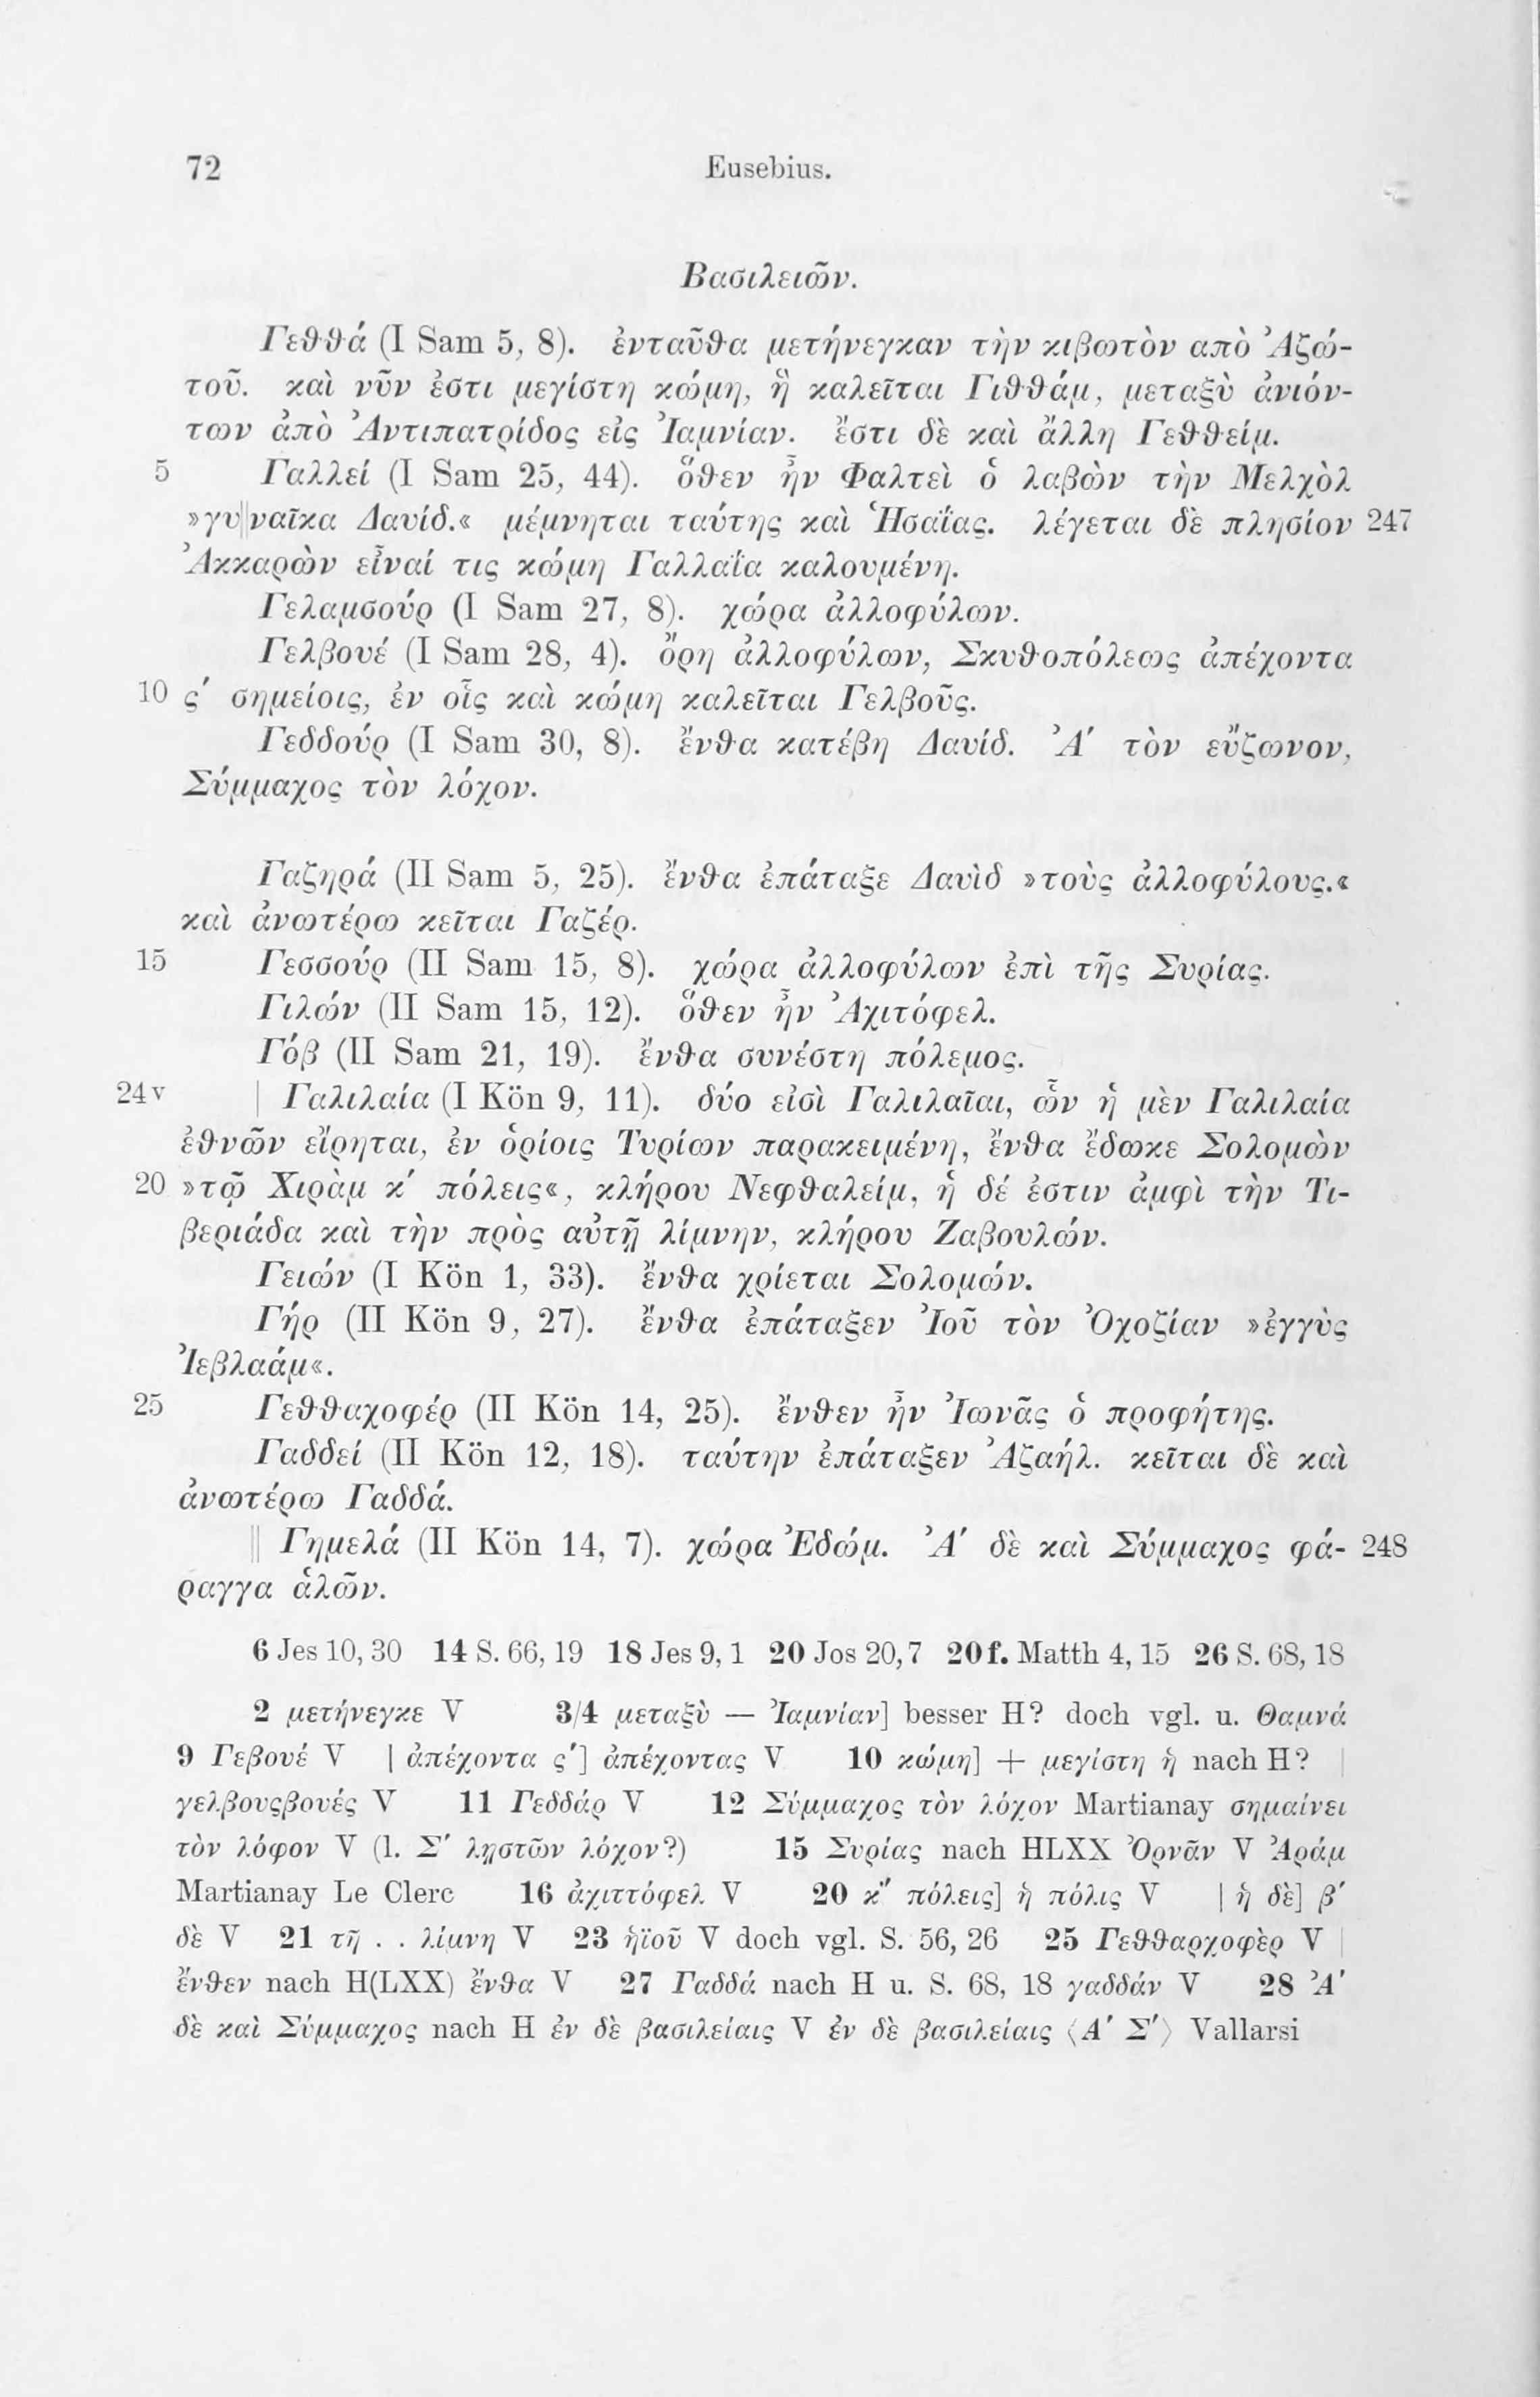 72 Eusebius.
Βασιλειῶν.
Γεθθά (I Sam 5, 8). ἐνταῦθα μετήνεγκαν τὴν κιβωτὸν απὸ Ἀζώ-
τοῦ. καὶ νῦν ἐστι μεγίστη κώμη, ἣ καλεῖται Γιθθάμ, μεταξὺ ἀνιόν-
των ἀπὸ Ἀντιπατρίδος εἰς Ἰαμνίαν. ἔστι δὲ καὶ ἄλλη Γεθθείμ.
5 Γαλλεί (I Sam 25, 44). ὅθεν ἦν Φαλτεὶ ὁ λαβὼν τὴν Μελχὸλ
»γυ||ναῖκα Δαυίδ.« μέμνηται ταύτης καὶ Ἡσαΐας. λέγεται δὲ πλησίον 247
Ἀκκαρὼν εἶναί τις κώμη Γαλλαΐα καλουμένη.
Γελαμσούρ (I Sam 27, 8). χώρα ἀλλοφύλων.
Γελβουέ (I Sam 28, 4). ὄρη ἀλλοφύλων, Σκυθοπόλεως ἀπέχοντα
10 ς′ σημείοις, ἐν οἷς καὶ κώμη καλεῖται Γελβοῦς.
Γεδδούρ (I Sam 30, 8). ἔνθα κατέβη Δαυίδ. Ἀ′ τὸν εὔζωνον,
Σύμμαχος τὸν λόχον.
Γαζηρά (II Sam 5, 25). ἔνθα ἐπάταξε Δαυὶδ »τοὺς ἀλλοφύλους.«
καὶ ἀνωτέρω κεῖται Γαζέρ.
15 Γεσσούρ (II Sam 15, 8). χώρα ἀλλοφύλων ἐπὶ τῆς Συρίας.
Γιλών (II Sam 15, 12). ὅθεν ἦν Ἀχιτόφελ.
Γόβ (II Sam 21, 19). ἔνθα συνέστη πόλεμος.
24v | Γαλιλαία (I Kön 9, 11). δύο εἰσὶ Γαλιλαῖαι, ὧν ἡ μὲν Γαλιλαία
ἐθνῶν εἴρηται, ἐν ὁρίοις Τυρίων παρακειμένη, ἔνθα ἔδωκε Σολομὼν
20 »τῷ Χιρὰμ κ′ πόλεις«, κλήρου Νεφθαλείμ, ἡ δέ ἐστιν ἀμφὶ τὴν Τι-
βεριάδα καὶ τὴν πρὸς αὐτῇ λίμνην, κλήρου Ζαβουλών.
Γειών (I Kön 1, 33). ἔνθα χρίεται Σολομών.
Γήρ (II Kön 9, 27). ἔνθα ἐπάταξεν Ἰοῦ τὸν Ὀχοζίαν »ἐγγὺς
Ἰεβλαάμ«.
25 Γεθθαχοφέρ (II Kön 14, 25). ἔνθεν ἦν Ἰωνᾶς ὁ προφήτης.
Γαδδεί (II Kön 12, 18). ταύτην ἐπάταξεν Ἀζαήλ. κεῖται δὲ καὶ
ἀνωτέρω Γαδδά.
|| Γημελά (II Kön 14, 7). χώρα Ἐδώμ. Ἀ′ δὲ καὶ Σύμμαχος φά- 248
ραγγα ἁλῶν.
6 Jes 10, 30 14 S. 66, 19 18 Jes 9, 1 20 Jos 20, 7 20f. Matth 4, 15 26 S. 68, 18
2 μετήνεγκε V 3/4 μεταξὺ — Ἰαμνίαν] besser H? doch vgl. u. Θαμνά
9 Γεβουέ V | ἀπέχοντα ς′] ἀπέχοντας V 10 κώμη] + μεγίστη ἡ nach H? |
γελβουςβουές V 11 Γεδδάρ V 12 Σύμμαχος τὸν λόχον Martianay σημαίνει
τὸν λόφον V (l. Σ′ λῃστῶν λόχον?) 15 Συρίας nach HLXX Ὀρνᾶν V Ἀράμ
Martianay Le Clerc 16 ἀχιττόφελ V 20 κ″ πόλεις] ἡ πόλις V | ἡ δὲ] β′
δὲ V 21 τῇ . . λίμνη V 23 ἡϊοῦ V doch vgl. S. 56, 26 25 Γεθθαρχοφὲρ V |
ἔνθεν nach H(LXX) ἔνθα V 27 Γαδδά nach H u. S. 68, 18 γαδδάν V 28 Ἀ′
δὲ καὶ Σύμμαχος nach H ἐν δὲ βασιλείαις V ἐν δὲ βασιλείαις ⟨Α′ Σ′⟩ Vallarsi